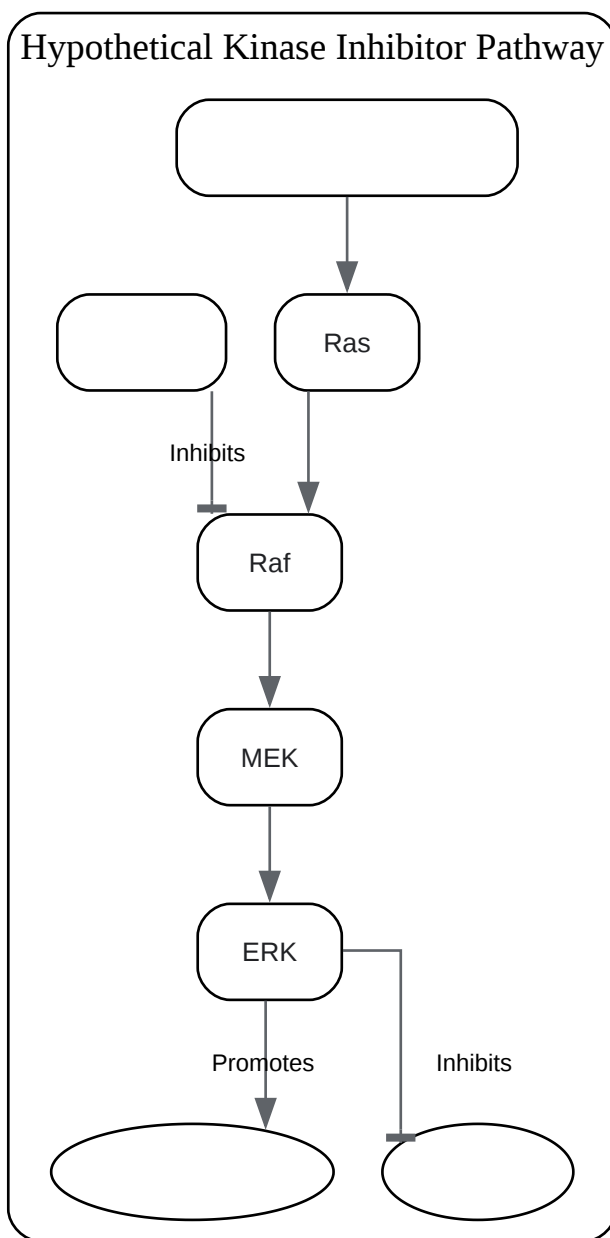 Hypothetical Kinase Inhibitor Pathway
Ras
Inhibits
Raf
MEK
ERK
Promotes
Inhibits